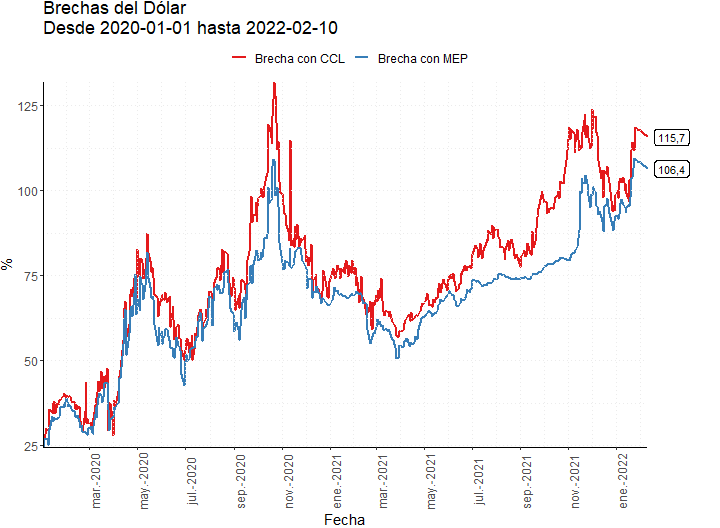 Brechas del Dólar
Desde 2020-01-01 hasta 2022-02-10
Brecha con CCL
Brecha con MEP
%
125
100
75
50
25
115,7
106,4
mar.-2020
may.-2020
jul.-2020
sep.-2020
nov.-2020
ene.-2021
mar.-2021
may.-2021
jul.-2021
sep.-2021
nov.-2021
ene.-2022
Fecha